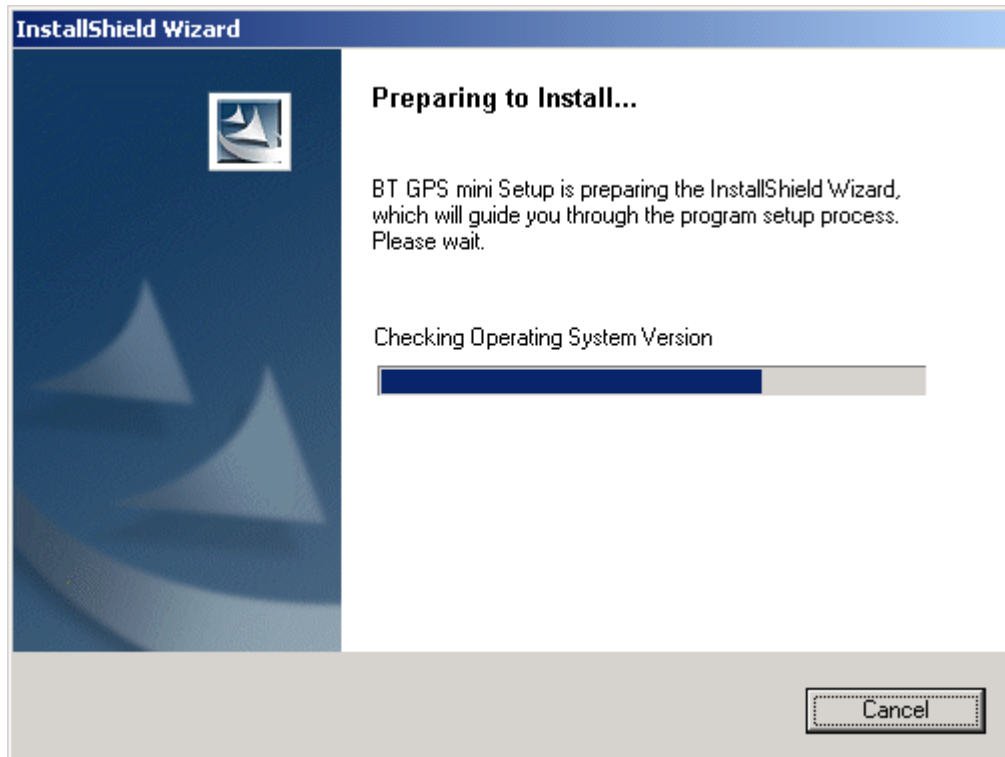 InstallShield Wizard
Preparing to Install...
BT GPS mini Setup is preparing the InstallShield Wizard,
which will guide you through the program setup process.
Please wait.
Checking Operating System Version
Cancel